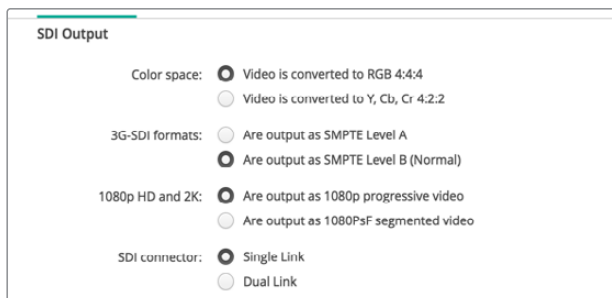 SDI Output
Color space: Video is converted to RGB 4:4:4
Video is converted to Y, Cb, Cr 4:2:2
3G-SDI formats: Are output as SMPTE Level A
Are output as SMPTE Level B (Normal)
1080p HD and 2K: Are output as 1080p progressive video
Are output as 1080PsF segmented video
SDI connector: Single Link
Dual Link